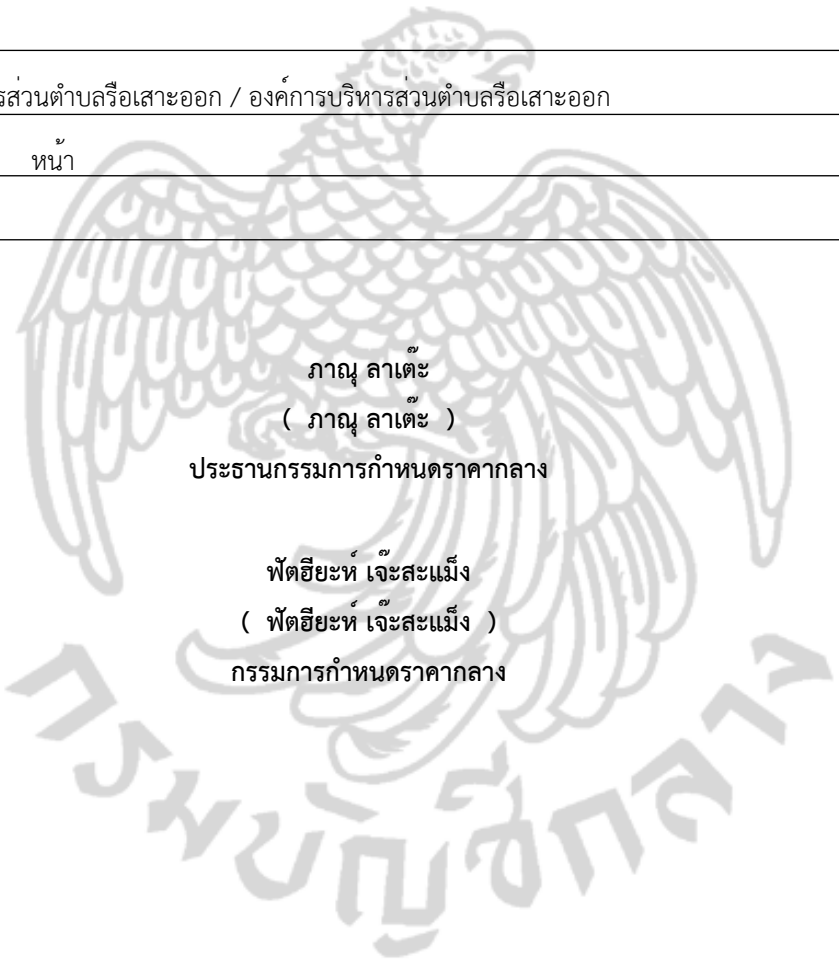 รส่วนตำบลรือเสาะออก / องค์การบริหารส่วนตำบลรือเสาะออก
หน้า
ภาณุ ลาเต๊ะ
( ภาณุ ลาเต๊ะ )
ประธานกรรมการกำหนดราคากลาง
ฟัตฮียะห์ เจ๊ะสะแม็ง
( ฟัตฮียะห์ เจ๊ะสะแม็ง )
กรรมการกำหนดราคากลาง
กรมบัญชีกลาง